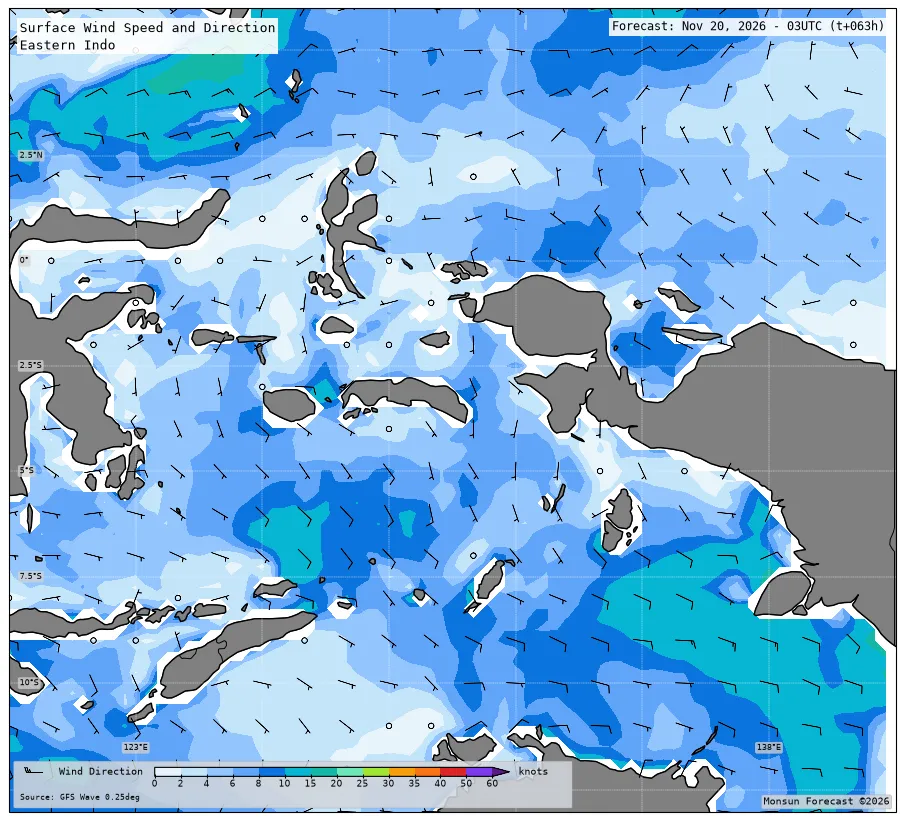 Surface Wind Speed and Direction
Eastern Indo
Forecast: Nov 20, 2026 - 03UTC (t+063h)
2.5°N
0°
2.5°S
5°S
7.5°S
10°S
123°E
138°E
Wind Direction
0 2 4 6 8 10 15 20 25 30 35 40 50 60
knots
Source: GFS Wave 0.25deg
Monsun Forecast ©2026